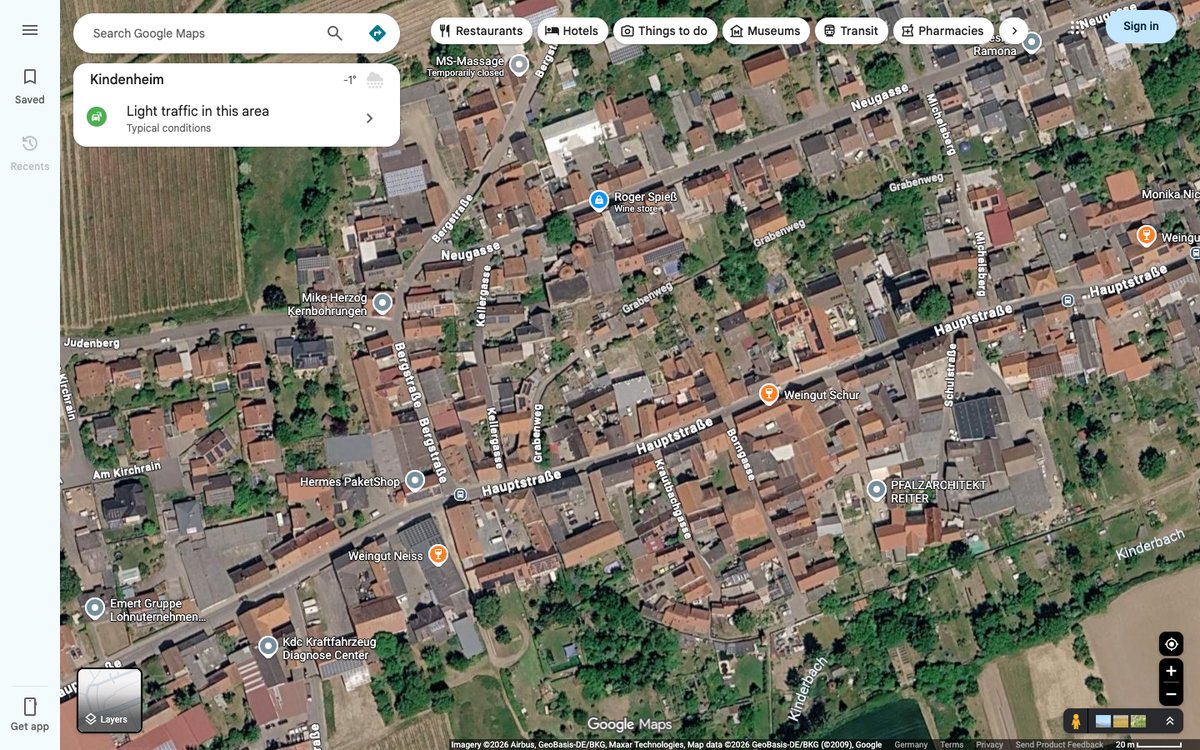 Search Google Maps
Restaurants
Hotels
Things to do
Museums
Transit
Pharmacies
Sign in
Saved
Recents
Get app
Kindenheim
-1°
Light traffic in this area
Typical conditions
MS-Massage
Temporarily closed
Bergstraße
Neugasse
Ramona
Neugasse
Michelsberg
Grabenweg
Roger Spieß
Wine store
Monika Nic
Weingu
Bergstraße
Neugasse
Grabenweg
Michelsberg
Kellergasse
Grabenweg
Hauptstraße
Mike Herzog
Kernbohrungen
Hauptstraße
Judenberg
Kirchrain
Bergstraße
Schulstraße
Weingut Schur
Kellergasse
Grabenweg
Bergstraße
Hauptstraße
Borngasse
Am Kirchrain
Hermes PaketShop
Hauptstraße
Krautbachgasse
PFALZARCHITEKT
REITER
Weingut Neiss
Kinderbach
Emert Gruppe
Lohnunternehmen...
Kdc Kraftfahrzeug
Diagnose Center
Kinderbach
Layers
Google Maps
Imagery ©2026 Airbus, GeoBasis-DE/BKG, Maxar Technologies, Map data ©2026 GeoBasis-DE/BKG (©2009), Google
Germany
Terms
Privacy
Send Product Feedback
20 m